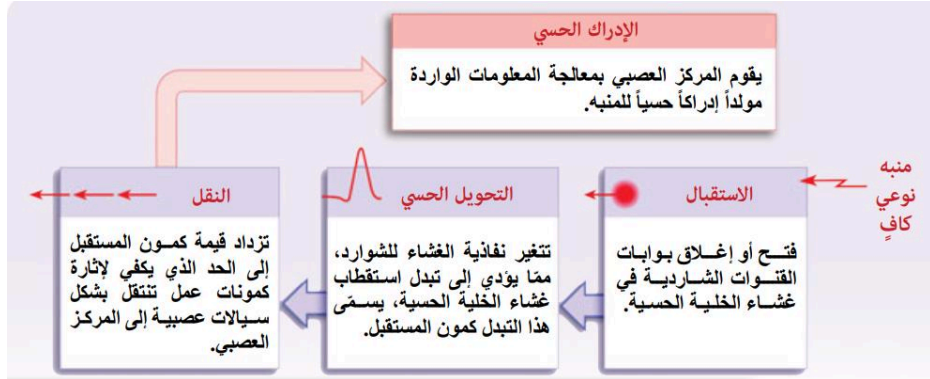 منبه
نوعي
كافٍ
الاستقبال
فتح أو إغلاق بوابات
القنوات الشاردية في
غشاء الخلية الحسية.
التحويل الحسي
تتغير نفاذية الغشاء للشوارد،
ممّا يؤدي إلى تبدل استقطاب
غشاء الخلية الحسية، يسمّى
هذا التبدل كمون المستقبل.
النقل
تزداد قيمة كمون المستقبل
إلى الحد الذي يكفي لإثارة
كمونات عمل تنتقل بشكل
سيالات عصبية إلى المركز
العصبي.
الإدراك الحسي
يقوم المركز العصبي بمعالجة المعلومات الواردة
مولداً إدراكاً حسياً للمنبه.